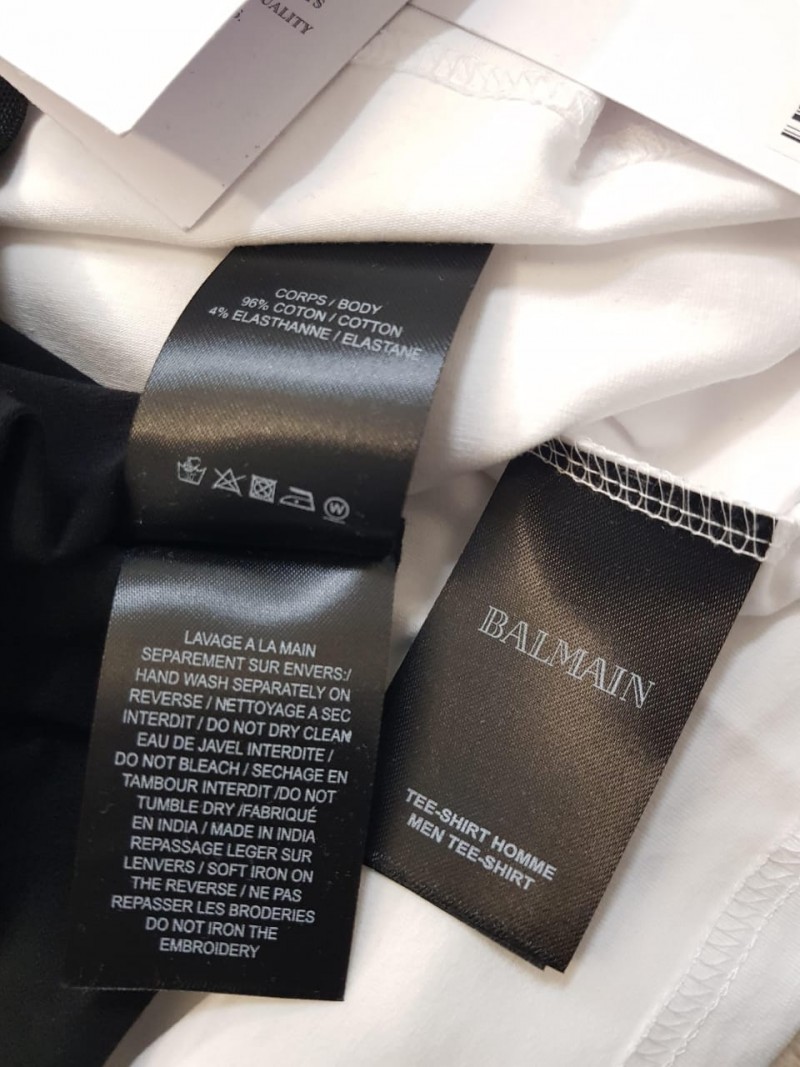 UALITY
CORPS / BODY
96% COTON / COTTON
4% ELASTHANNE / ELASTANE
W
LAVAGE A LA MAIN
SEPAREMENT SUR ENVERS:/
HAND WASH SEPARATELY ON
REVERSE / NETTOYAGE A SEC
INTERDIT / DO NOT DRY CLEAN
EAU DE JAVEL INTERDITE /
DO NOT BLEACH / SECHAGE EN
TAMBOUR INTERDIT /DO NOT
TUMBLE DRY /FABRIQUÉ
EN INDIA / MADE IN INDIA
REPASSAGE LEGER SUR
LENVERS / SOFT IRON ON
THE REVERSE / NE PAS
REPASSER LES BRODERIES
DO NOT IRON THE
EMBROIDERY
BALMAIN
TEE-SHIRT HOMME
MEN TEE-SHIRT